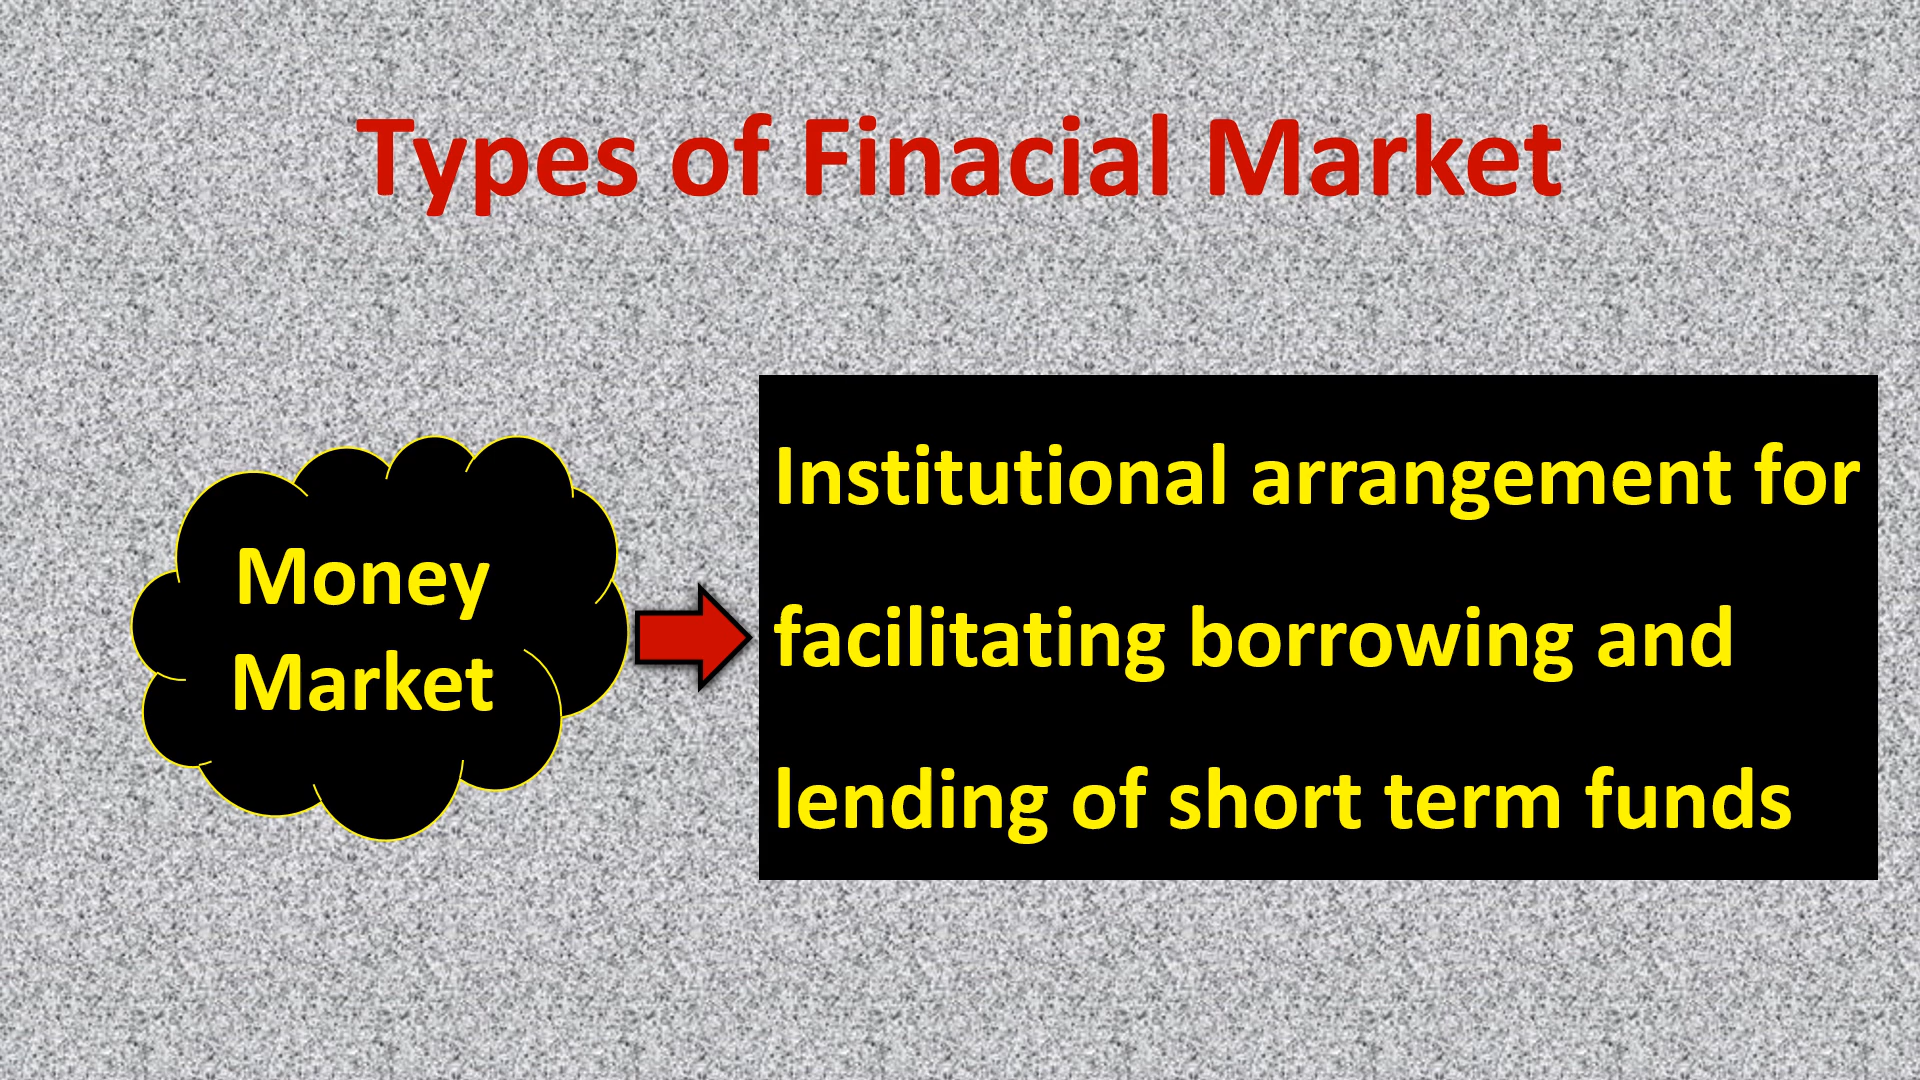 Types of Finacial Market
Money
Market
Institutional arrangement for
facilitating borrowing and
lending of short term funds